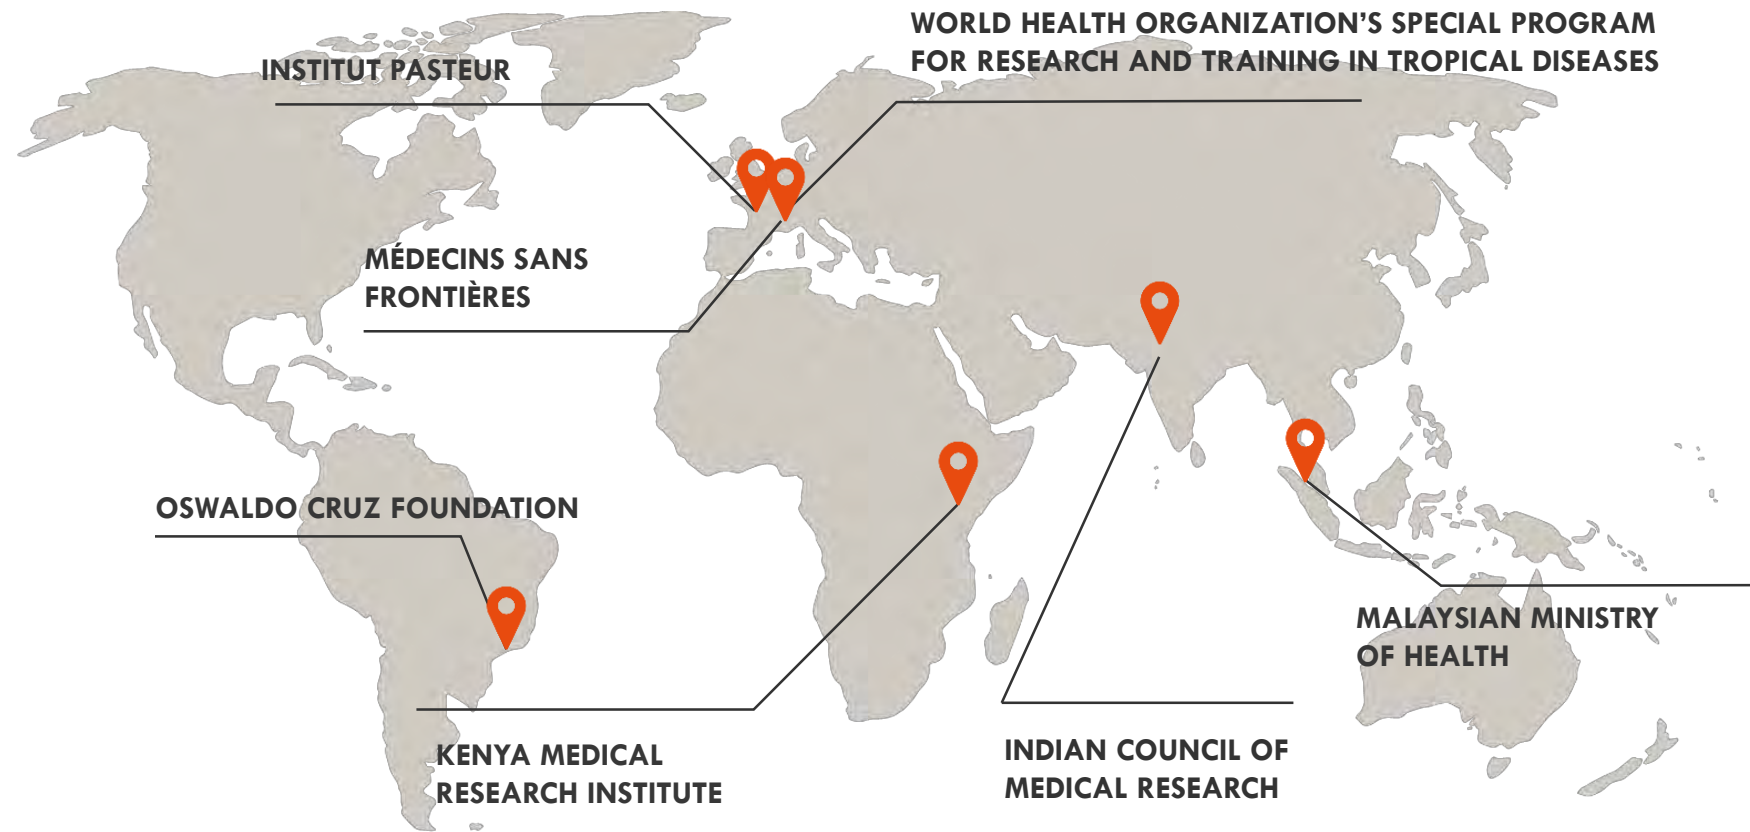 WORLD HEALTH ORGANIZATION’S SPECIAL PROGRAM
FOR RESEARCH AND TRAINING IN TROPICAL DISEASES
INSTITUT PASTEUR
MÉDECINS SANS
FRONTIÈRES
OSWALDO CRUZ FOUNDATION
MALAYSIAN MINISTRY
OF HEALTH
KENYA MEDICAL
RESEARCH INSTITUTE
INDIAN COUNCIL OF
MEDICAL RESEARCH